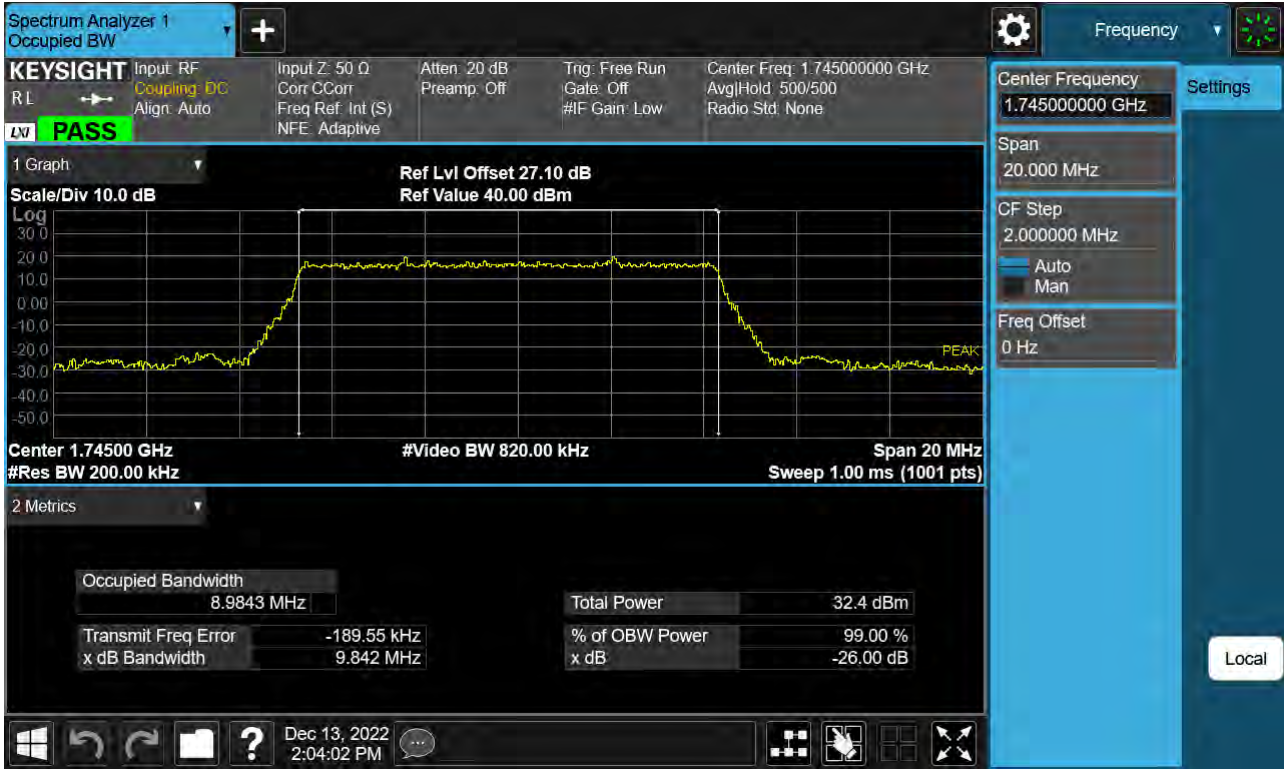 Spectrum Analyzer 1
Occupied BW
Frequency
KEYSIGHT
R L
LXI
PASS
Input: RF
Coupling: DC
Align: Auto
Input Z: 50 Ω
Corr CCorr
Freq Ref: Int (S)
NFE: Adaptive
Atten: 20 dB
Preamp: Off
Trig: Free Run
Gate: Off
#IF Gain: Low
Center Freq: 1.745000000 GHz
Avg|Hold: 500/500
Radio Std: None
1 Graph
Scale/Div 10.0 dB
Ref Lvl Offset 27.10 dB
Ref Value 40.00 dBm
Log
30.0
20.0
10.0
0.00
-10.0
-20.0
-30.0
-40.0
-50.0
PEAK
Center 1.74500 GHz
#Video BW 820.00 kHz
Span 20 MHz
#Res BW 200.00 kHz
Sweep 1.00 ms (1001 pts)
2 Metrics
Occupied Bandwidth
8.9843 MHz
Total Power 32.4 dBm
Transmit Freq Error -189.55 kHz
% of OBW Power 99.00 %
x dB Bandwidth 9.842 MHz
x dB -26.00 dB
Center Frequency
1.745000000 GHz
Settings
Span
20.000 MHz
CF Step
2.000000 MHz
Auto
Man
Freq Offset
0 Hz
Local
?
Dec 13, 2022
2:04:02 PM